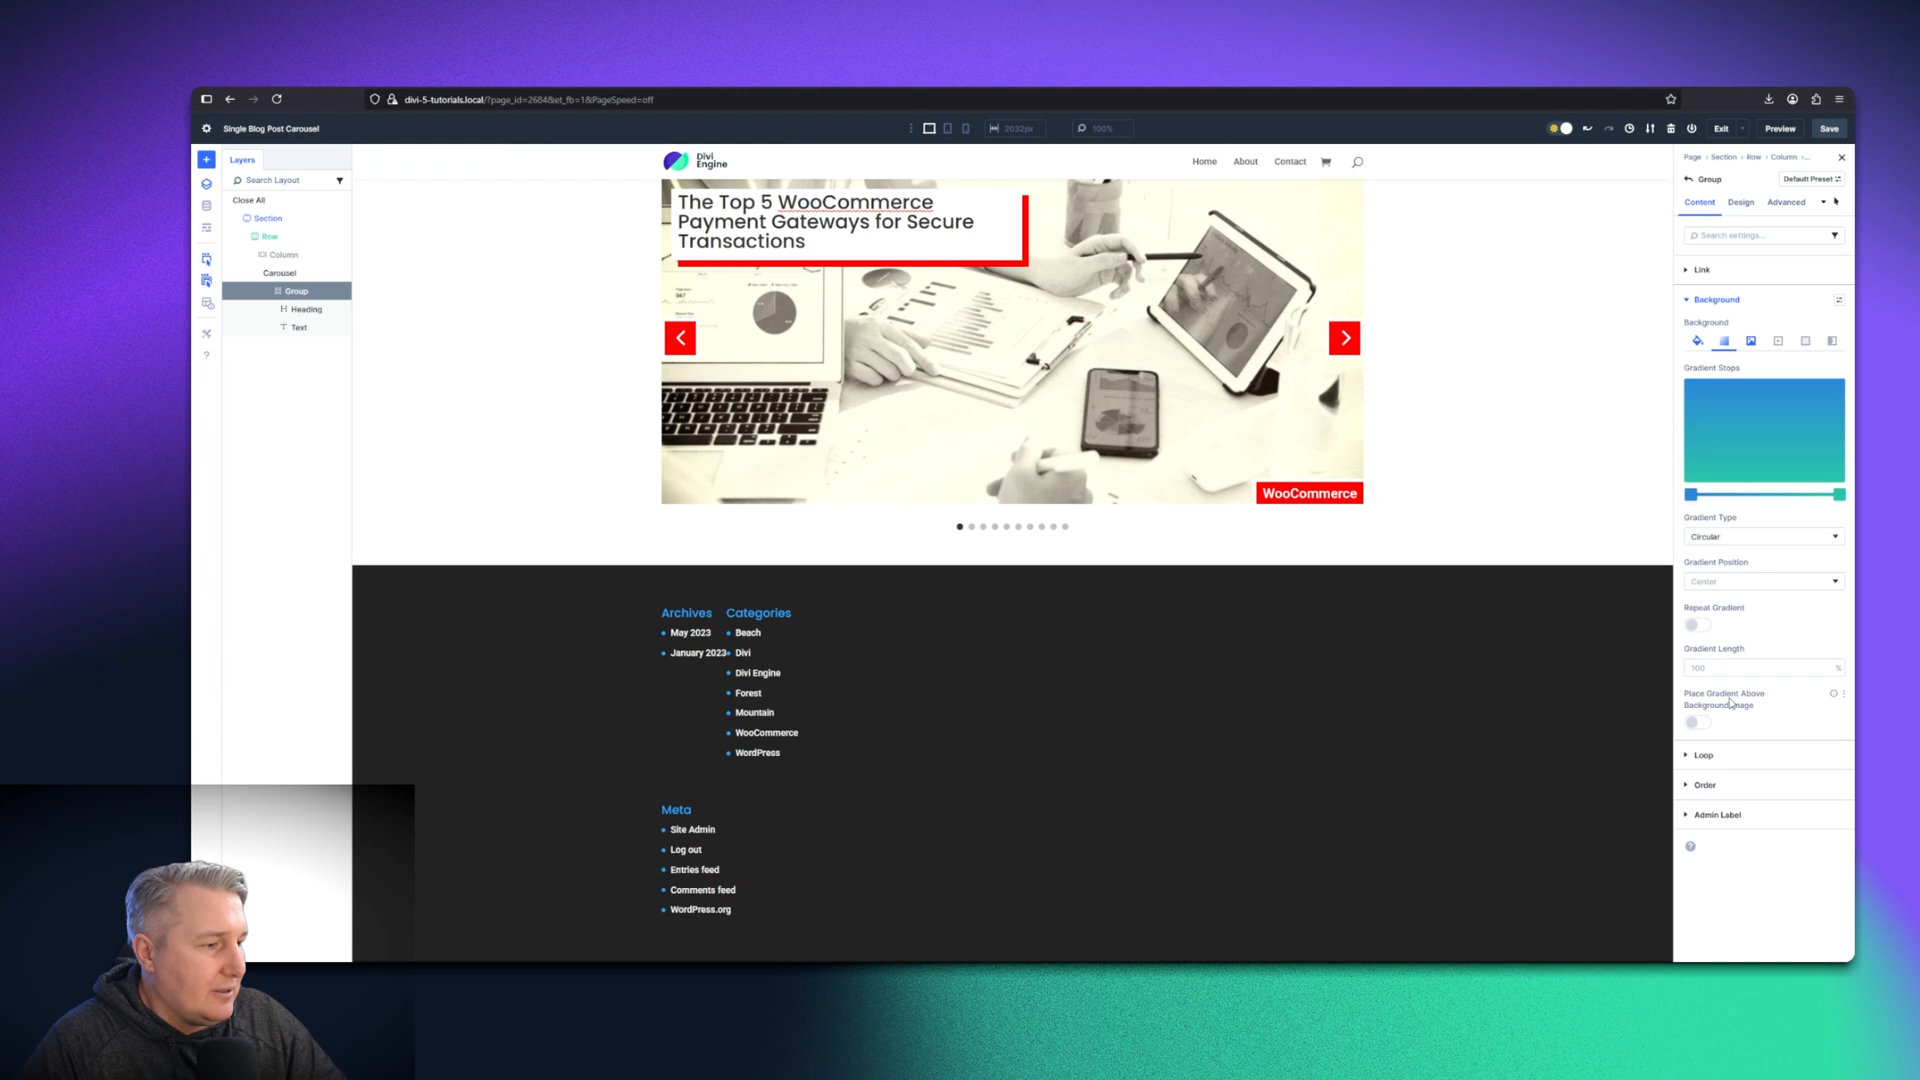 divi-5-tutorials.local/?page_id=2684&et_fb=1&PageSpeed=off
Single Blog Post Carousel
2032px
100%
Exit
Preview
Save
Layers
Search Layout
Close All
Section
Row
Column
Carousel
Group
Heading
Text
Divi
Engine
Home
About
Contact
The Top 5 WooCommerce
Payment Gateways for Secure
Transactions
WooCommerce
Archives
May 2023
January 2023
Categories
Beach
Divi
Divi Engine
Forest
Mountain
WooCommerce
WordPress
Meta
Site Admin
Log out
Entries feed
Comments feed
WordPress.org
Page > Section > Row > Column > ...
Group
Default Preset
Content
Design
Advanced
Search settings...
Link
Background
Background
Gradient Stops
Gradient Type
Circular
Gradient Position
Center
Repeat Gradient
Gradient Length
100
%
Place Gradient Above
Background Image
Loop
Order
Admin Label